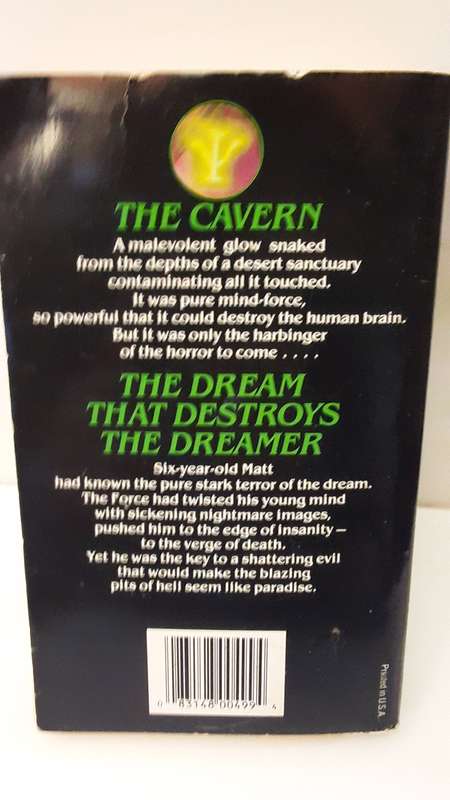 THE CAVERN
A malevolent glow snaked
from the depths of a desert sanctuary
contaminating all it touched.
It was pure mind-force,
so powerful that it could destroy the human brain.
But it was only the harbinger
of the horror to come . . . .
THE DREAM
THAT DESTROYS
THE DREAMER
Six-year-old Matt
had known the pure stark terror of the dream.
The Force had twisted his young mind
with sickening nightmare images,
pushed him to the edge of insanity—
to the verge of death.
Yet he was the key to a shattering evil
that would make the blazing
pits of hell seem like paradise.
0 83148 00499 4
Printed in U.S.A.